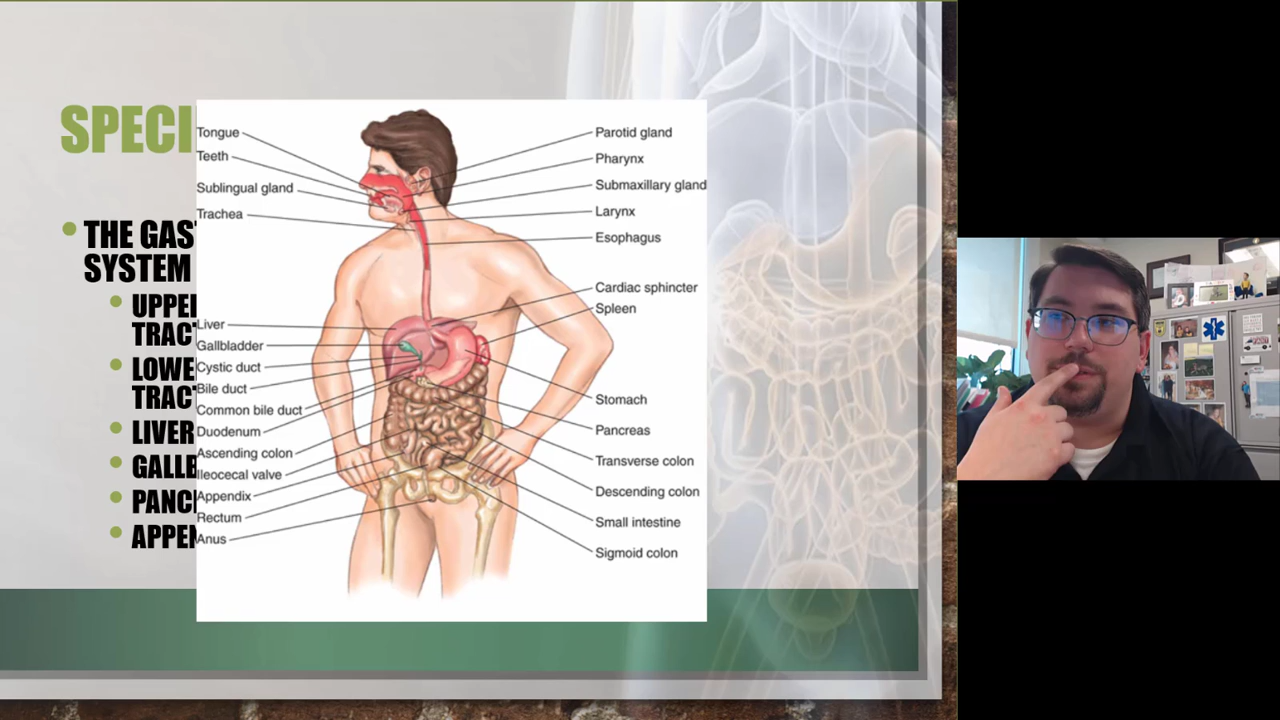 SPECI
THE GAS
SYSTEM
UPPE
TRAC
LOWE
TRAC
LIVER
GALLB
PANC
APPEN
Tongue
Teeth
Sublingual gland
Trachea
Liver
Gallbladder
Cystic duct
Bile duct
Common bile duct
Duodenum
Ascending colon
Ileocecal valve
Appendix
Rectum
Anus
Parotid gland
Pharynx
Submaxillary gland
Larynx
Esophagus
Cardiac sphincter
Spleen
Stomach
Pancreas
Transverse colon
Descending colon
Small intestine
Sigmoid colon